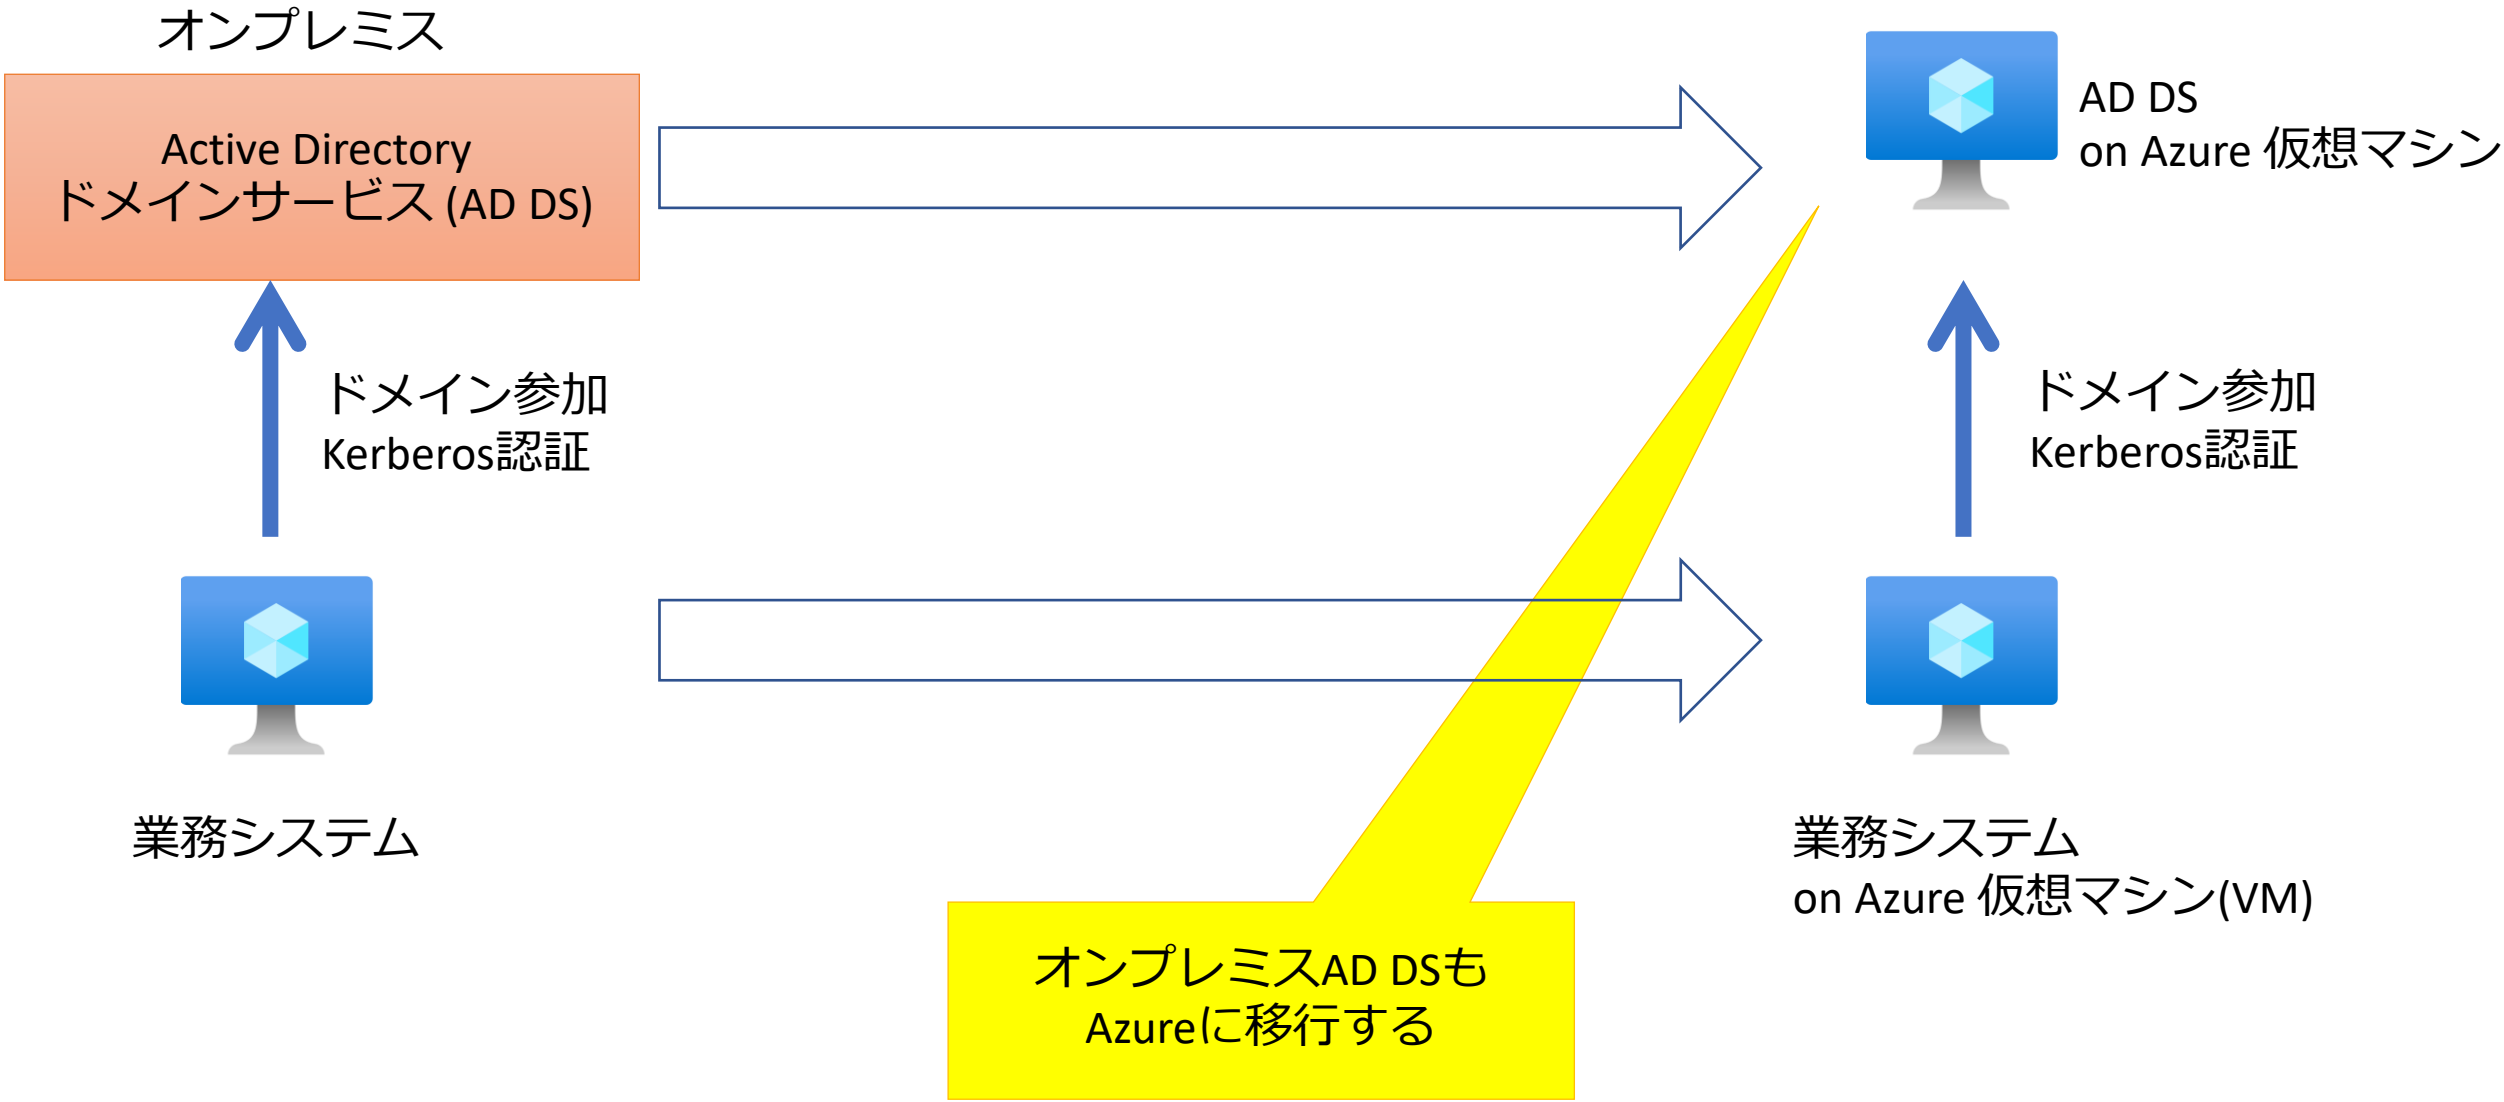 オンプレミス
Active Directory
ドメインサービス (AD DS)
AD DS
on Azure 仮想マシン
ドメイン参加
Kerberos認証
ドメイン参加
Kerberos認証
業務システム
業務システム
on Azure 仮想マシン(VM)
オンプレミスAD DSも
Azureに移行する